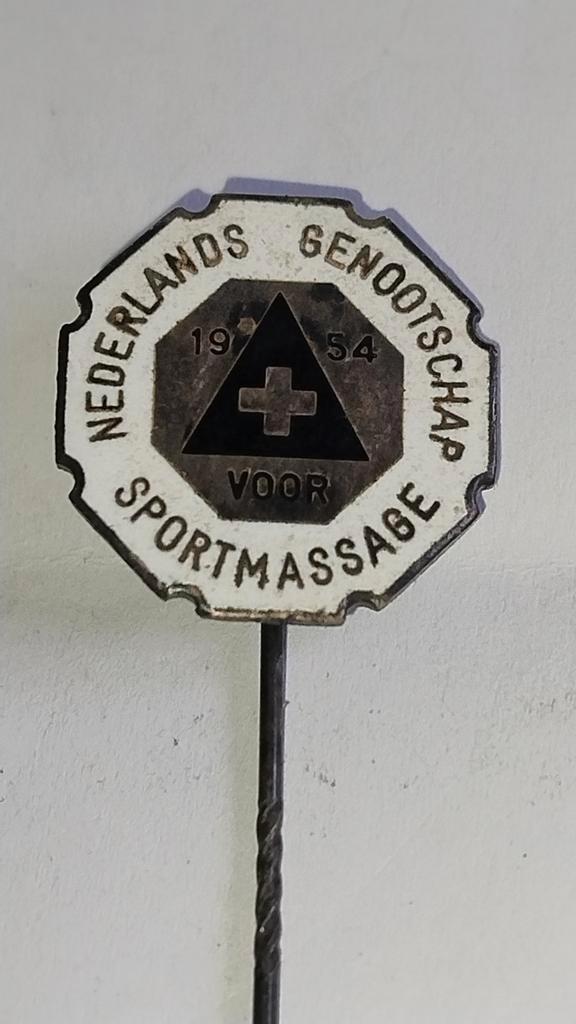 NEDERLANDS GENOOTSCHAP
1954
VOOR
SPORTMASSAGE